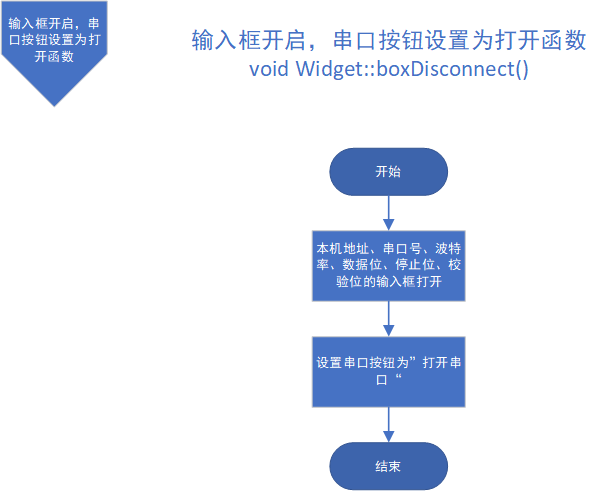 输入框开启，串
口按钮设置为打
开函数
输入框开启，串口按钮设置为打开函数
void Widget::boxDisconnect()
开始
本机地址、串口号、波特
率、数据位、停止位、校
验位的输入框打开
设置串口按钮为”打开串
口“
结束